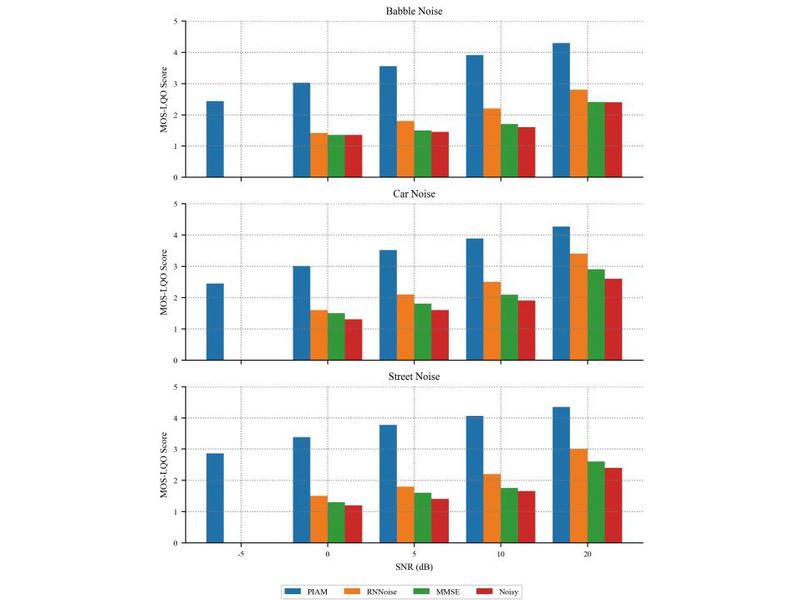 Babble Noise
5
4
3
2
1
0
MOS-LQO Score
Car Noise
5
4
3
2
1
0
MOS-LQO Score
Street Noise
5
4
3
2
1
0
MOS-LQO Score
-5 0 5 10 20
SNR (dB)
PIAM RNNoise MMSE Noisy